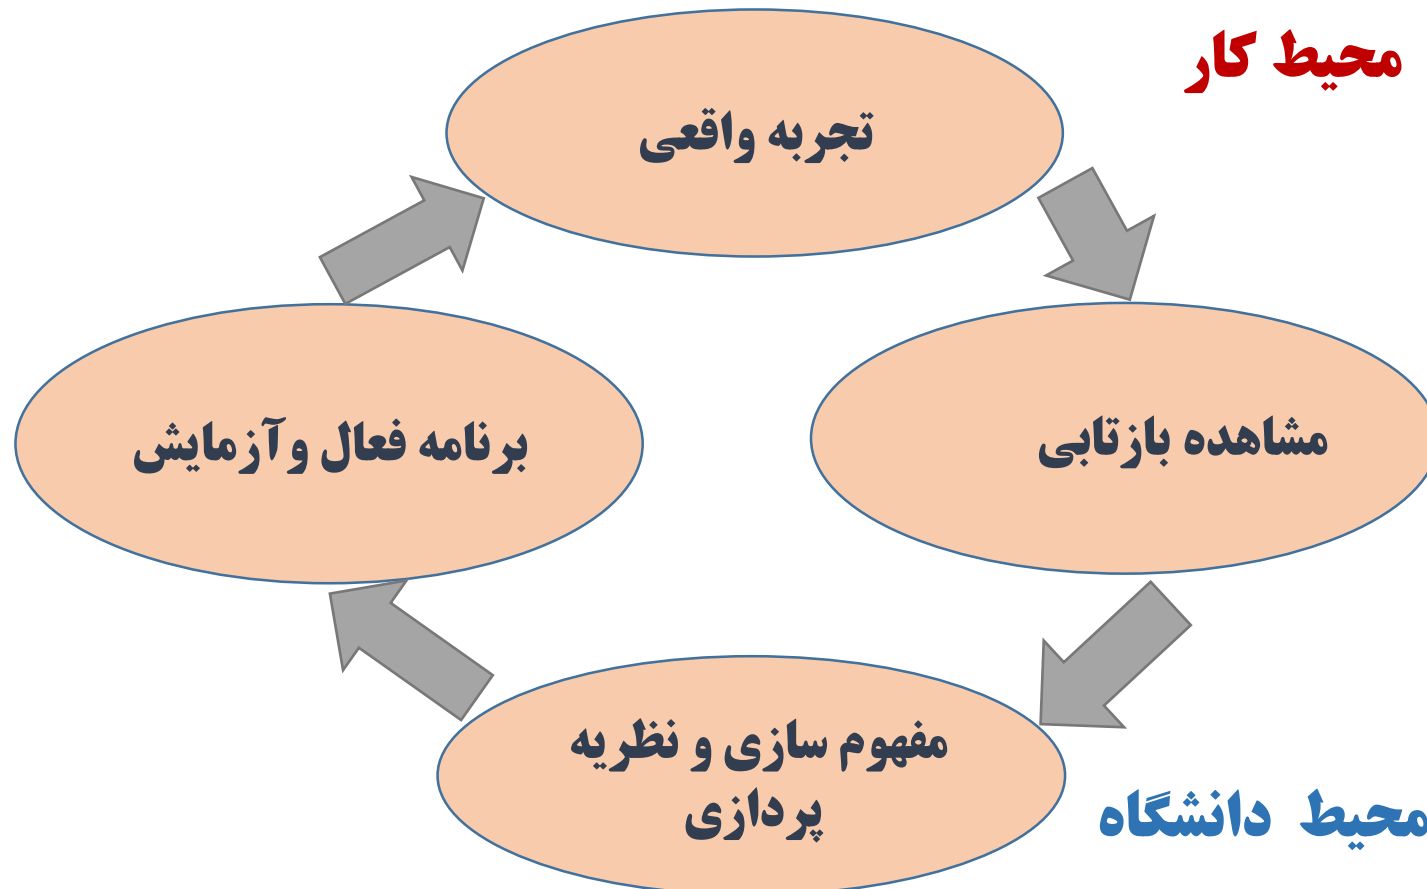 محیط کار
تجربه واقعی
مشاهده بازتابی
برنامه فعال و آزمایش
مفهوم سازی و نظریه
پردازی
محیط دانشگاه